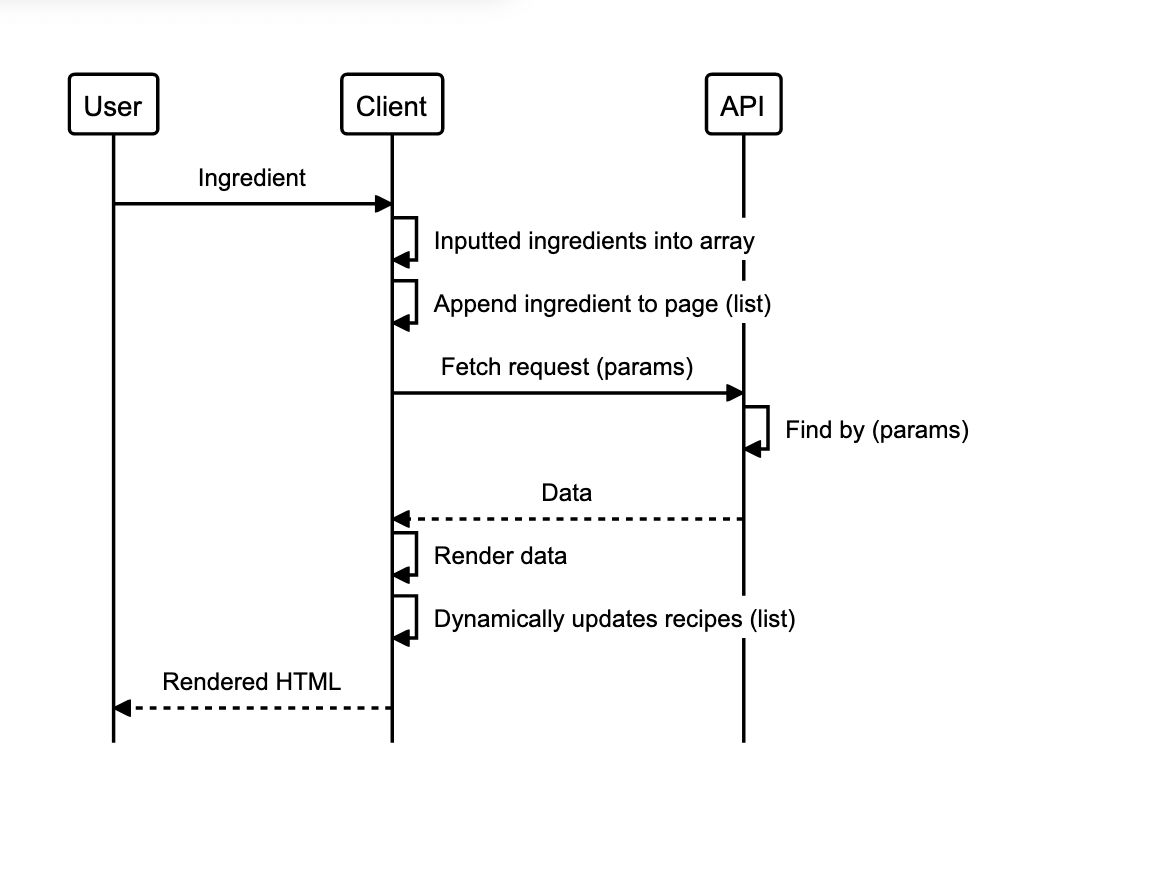 User
Client
API
Ingredient
Inputted ingredients into array
Append ingredient to page (list)
Fetch request (params)
Find by (params)
Data
Render data
Dynamically updates recipes (list)
Rendered HTML